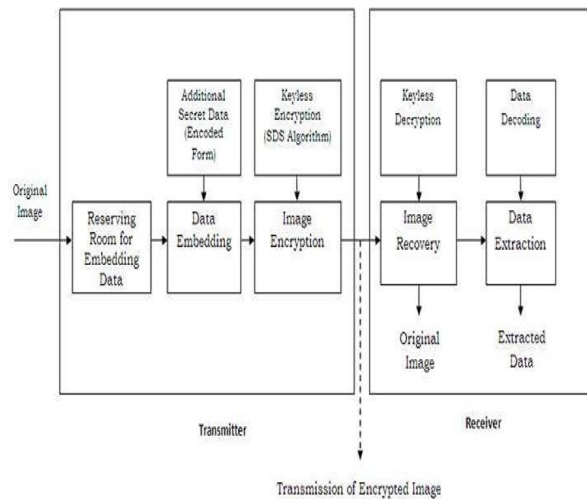 Additional
Secret Data
(Encoded
Form)
Keyless
Encryption
(SDS Algorithm)
Keyless
Decryption
Data
Decoding
Original
Image
Reserving
Room for
Embedding
Data
Data
Embedding
Image
Encryption
Image
Recovery
Data
Extraction
Original
Image
Extracted
Data
Transmitter
Receiver
Transmission of Encrypted Image